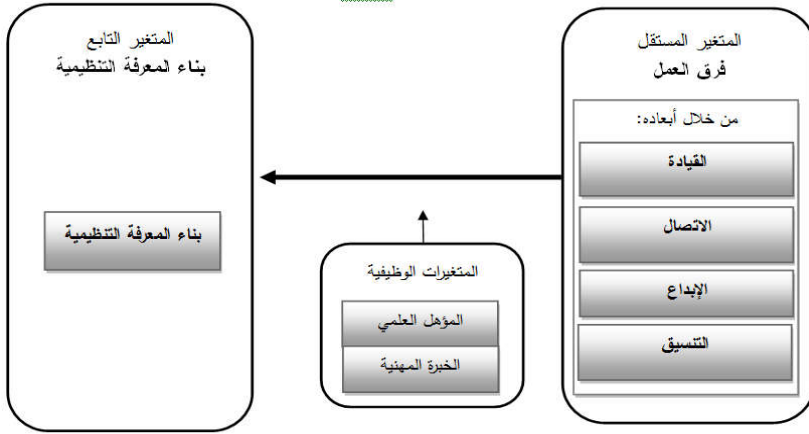 المتغير المستقل
فرق العمل
من خلال أبعاده:
القيادة
الاتصال
الإبداع
التنسيق
المتغيرات الوظيفية
المؤهل العلمي
الخبرة المهنية
المتغير التابع
بناء المعرفة التنظيمية
بناء المعرفة التنظيمية